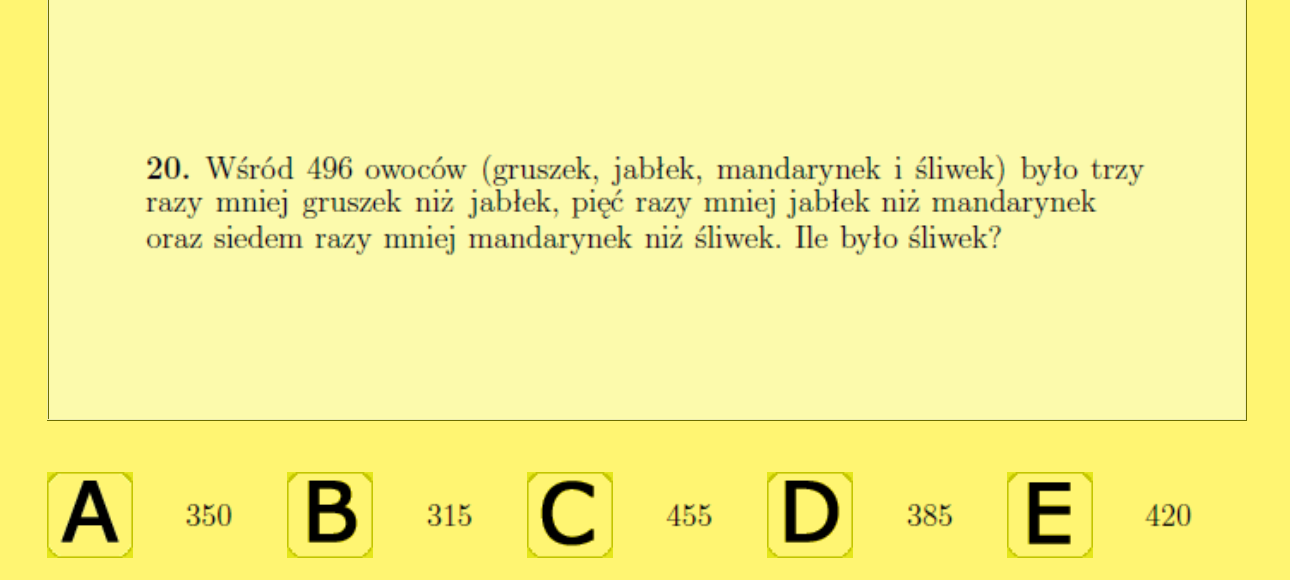 20. Wśród 496 owoców (gruszek, jabłek, mandarynek i śliwek) było trzy
razy mniej gruszek niż jabłek, pięć razy mniej jabłek niż mandarynek
oraz siedem razy mniej mandarynek niż śliwek. Ile było śliwek?
A 350 B 315 C 455 D 385 E 420